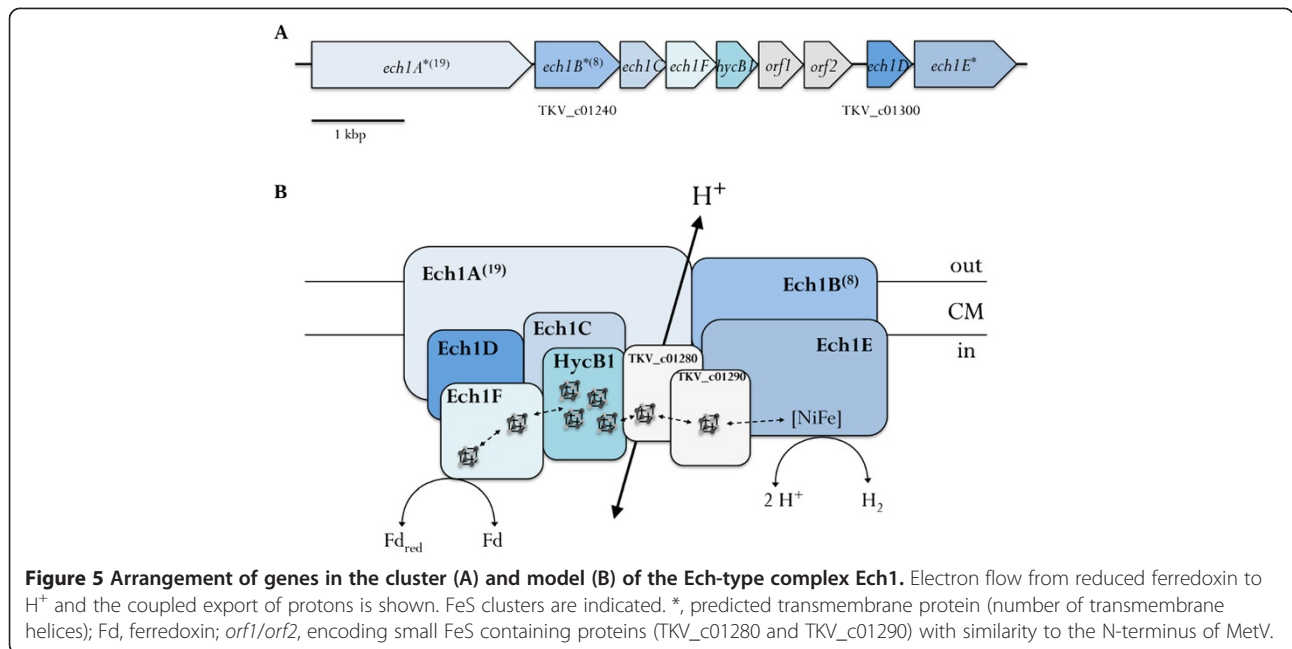 A
ech1A*(19) ech1B*(8) ech1C ech1F hycB1 orf1 orf2 ech1D ech1E*
TKV_c01240 TKV_c01300
1 kbp
B
H+
Ech1A(19) Ech1B(8) out
CM
Ech1C
Ech1D HycB1 TKV_c01280 Ech1E in
TKV_c01290
Ech1F
[NiFe]
2 H+ H2
Fdred Fd
Figure 5 Arrangement of genes in the cluster (A) and model (B) of the Ech-type complex Ech1. Electron flow from reduced ferredoxin to
H+ and the coupled export of protons is shown. FeS clusters are indicated. *, predicted transmembrane protein (number of transmembrane
helices); Fd, ferredoxin; orf1/orf2, encoding small FeS containing proteins (TKV_c01280 and TKV_c01290) with similarity to the N-terminus of MetV.